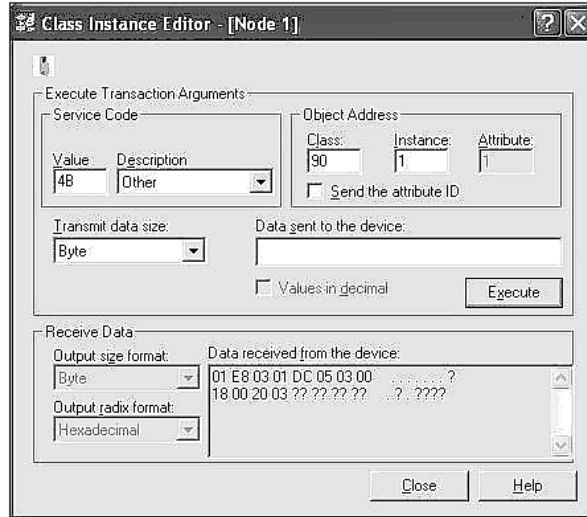 Class Instance Editor - [Node 1]
Execute Transaction Arguments
Service Code
Value
Description
4B
Other
Object Address
Class:
Instance:
Attribute:
90
1
1
Send the attribute ID
Transmit data size:
Byte
Data sent to the device:
Values in decimal
Execute
Receive Data
Output size format:
Byte
Output radix format:
Hexadecimal
Data received from the device:
01 E8 03 01 DC 05 03 00 . . . . . . . ?
18 00 20 03 ?? ?? ?? ?? . .? . ????
Close
Help